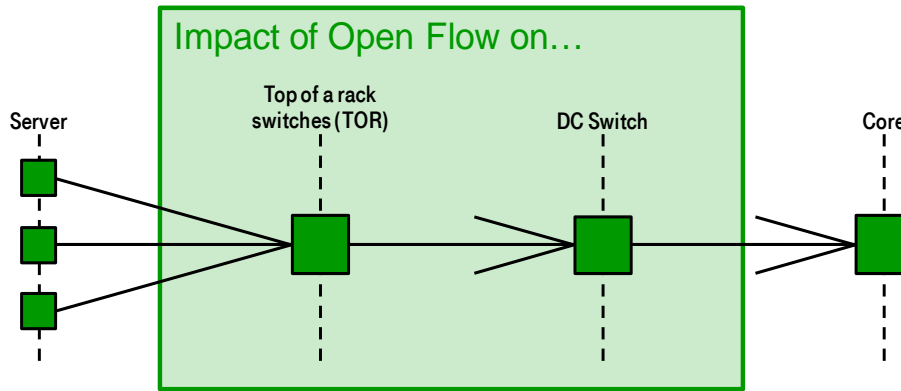 Impact of Open Flow on…
Top of a rack
switches (TOR)
Server
DC Switch
Core